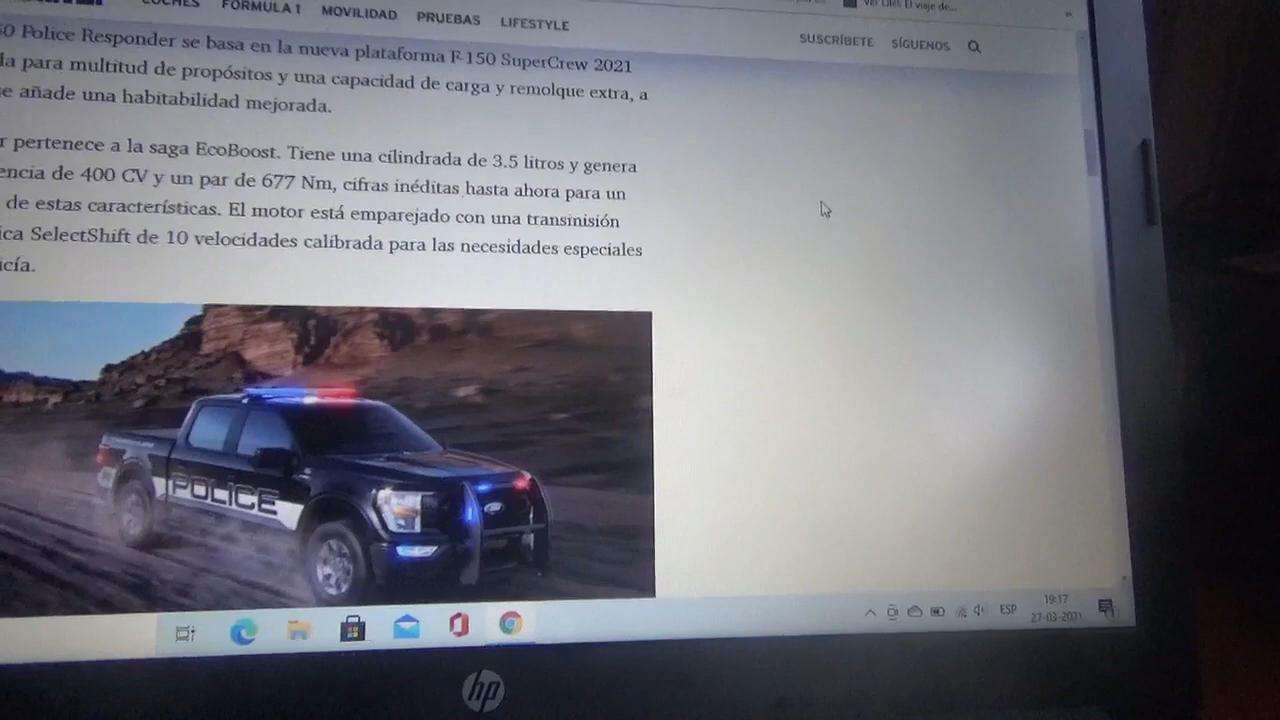 COCHES FÓRMULA 1 MOVILIDAD PRUEBAS LIFESTYLE
Ver Lies: El viaje de...
»
SUSCRÍBETE SÍGUENOS
50 Police Responder se basa en la nueva plataforma F-150 SuperCrew 2021
la para multitud de propósitos y una capacidad de carga y remolque extra, a
e añade una habitabilidad mejorada.
r pertenece a la saga EcoBoost. Tiene una cilindrada de 3.5 litros y genera
encia de 400 CV y un par de 677 Nm, cifras inéditas hasta ahora para un
de estas características. El motor está emparejado con una transmisión
ica SelectShift de 10 velocidades calibrada para las necesidades especiales
icía.
POLICE
Ford
ESP
19:17
27-03-2021
hp